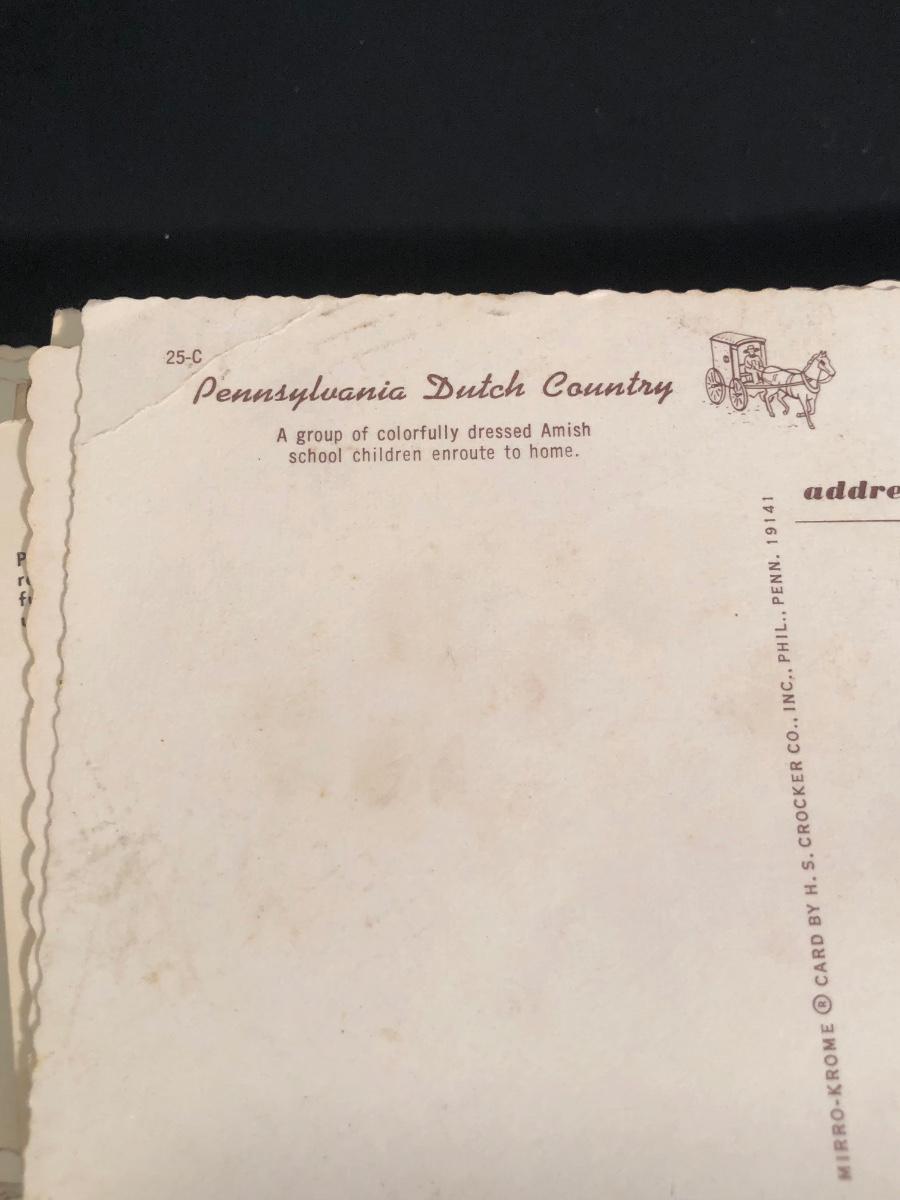 25-C
Pennsylvania Dutch Country
A group of colorfully dressed Amish
school children enroute to home.
addre
MIRRO-KROME ® CARD BY H. S. CROCKER CO., INC., PHIL., PENN. 19141